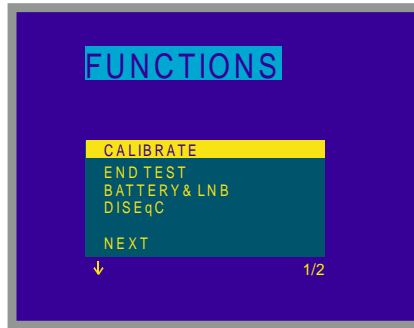 FUNCTIONS
CALIBRATE
END TEST
BATTERY & LNB
DISEqC
NEXT
↓ 1/2